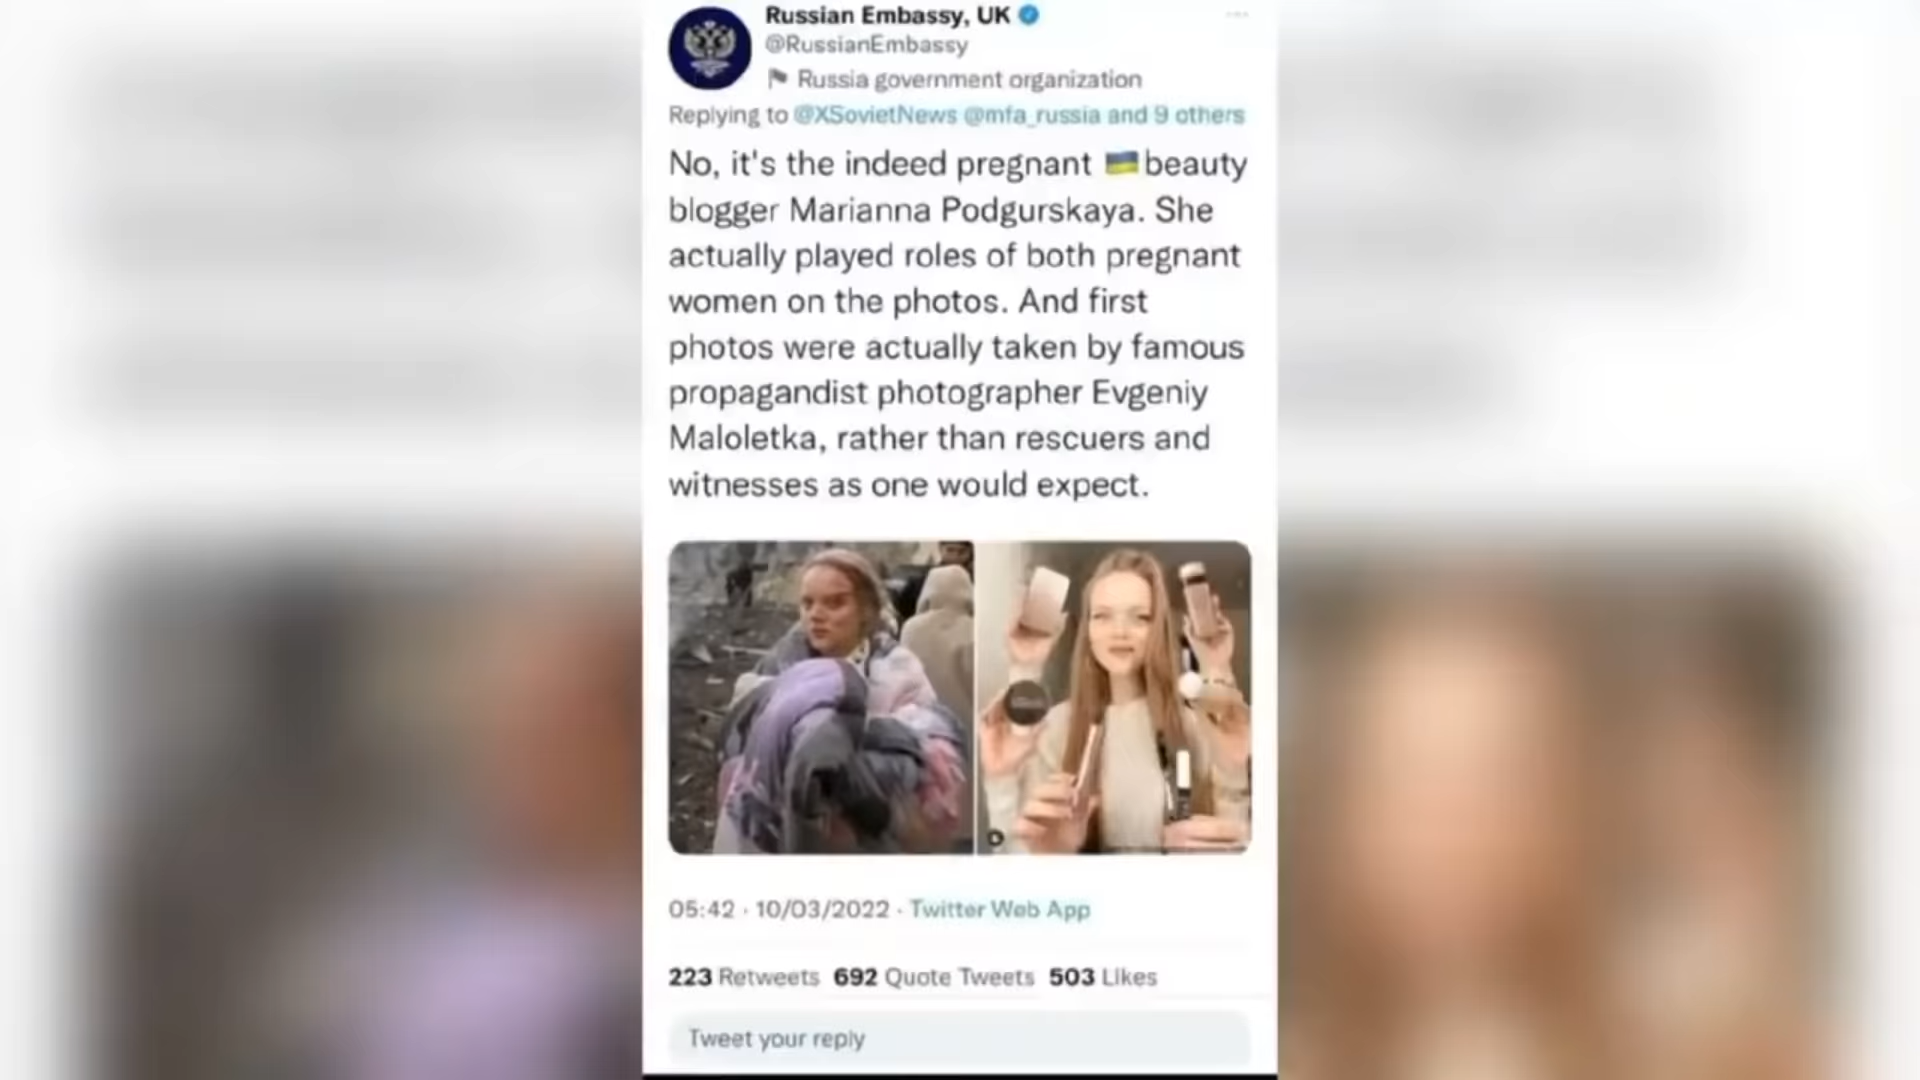 Russian Embassy, UK
@RussianEmbassy
Russia government organization
Replying to @XSovietNews @mfa_russia and 9 others
No, it's the indeed pregnant 🇺🇦beauty
blogger Marianna Podgurskaya. She
actually played roles of both pregnant
women on the photos. And first
photos were actually taken by famous
propagandist photographer Evgeniy
Maloletka, rather than rescuers and
witnesses as one would expect.
05:42 · 10/03/2022 · Twitter Web App
223 Retweets 692 Quote Tweets 503 Likes
Tweet your reply